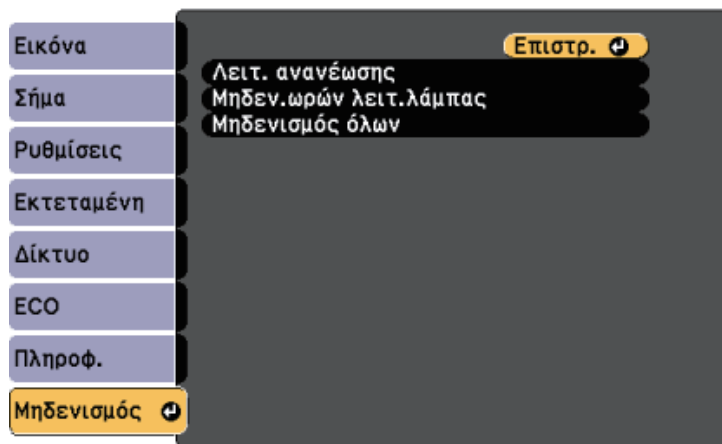 Εικόνα
Σήμα
Ρυθμίσεις
Εκτεταμένη
Δίκτυο
ECO
Πληροφ.
Μηδενισμός
Επιστρ.
Λειτ. ανανέωσης
Μηδεν.ωρών λειτ.λάμπας
Μηδενισμός όλων